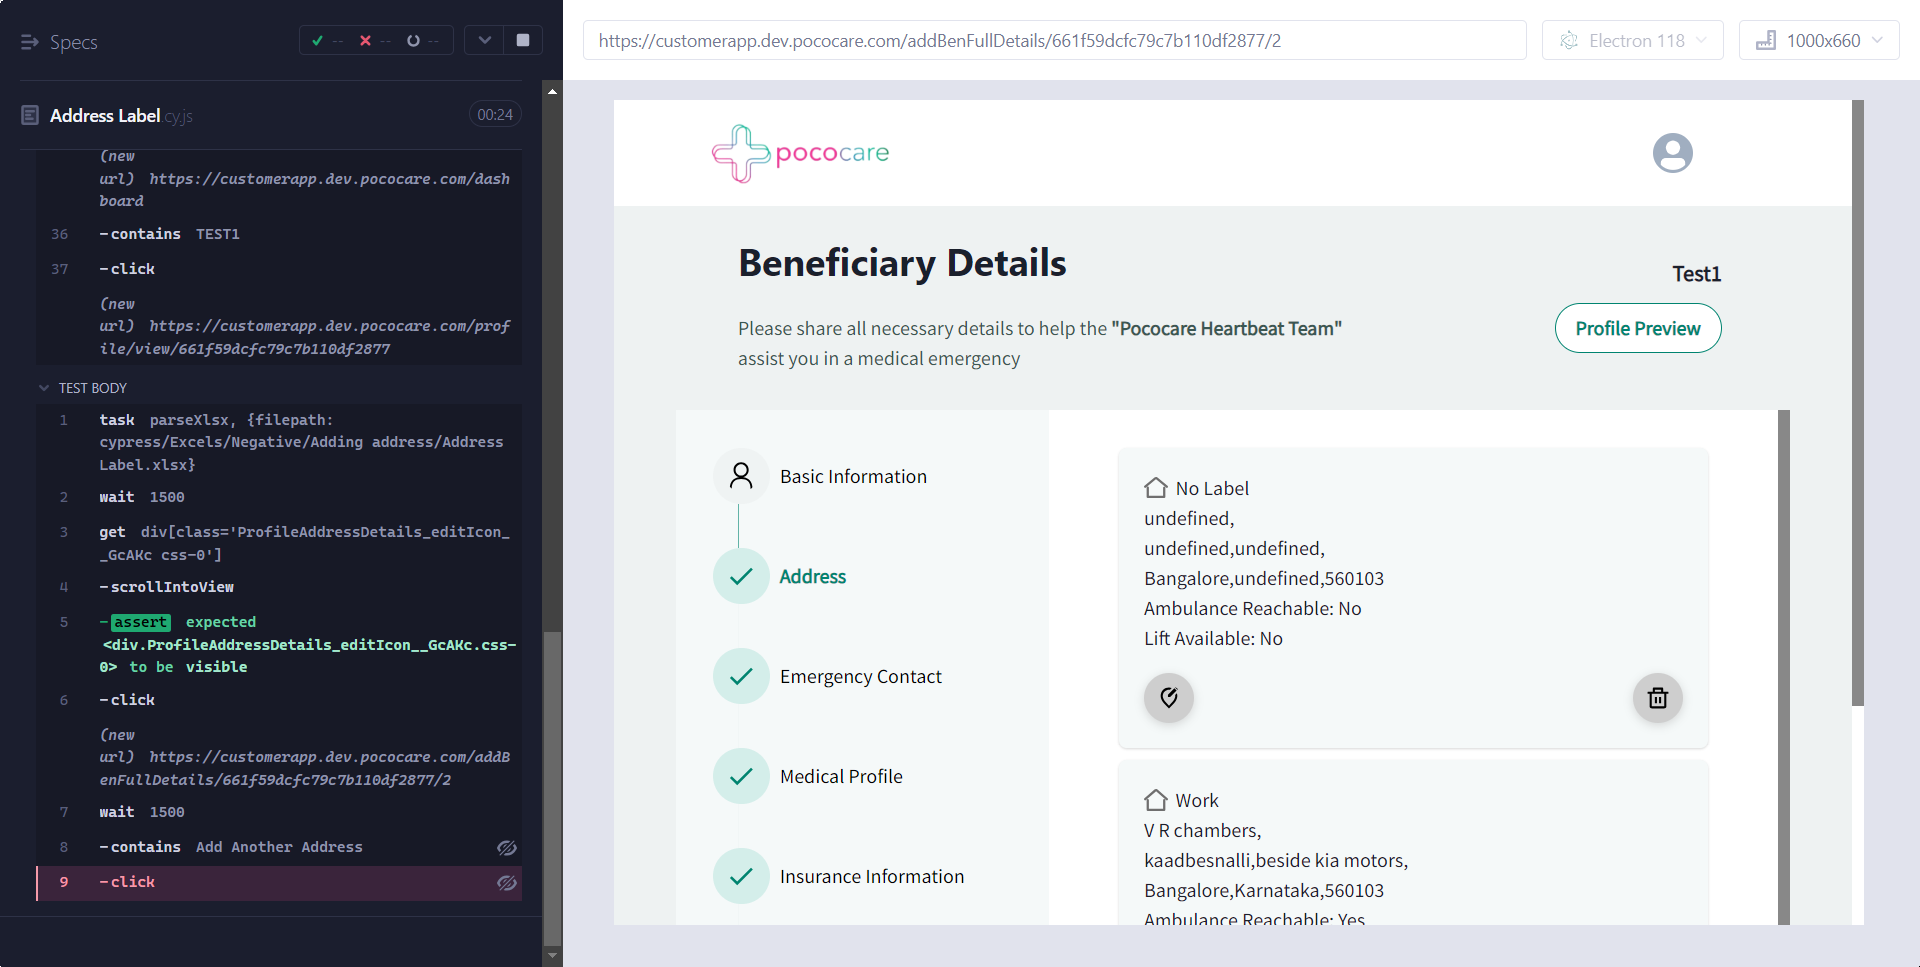 Specs
-- -- --
Address Label.cy.js
00:24
(new
url) https://customerapp.dev.pococare.com/dash
board
36 -contains TEST1
37 -click
(new
url) https://customerapp.dev.pococare.com/prof
ile/view/661f59dcfc79c7b110df2877
TEST BODY
1 task parseXlsx, {filepath:
cypress/Excels/Negative/Adding address/Address
Label.xlsx}
2 wait 1500
3 get div[class='ProfileAddressDetails_editIcon_
_GcAKc css-0']
4 -scrollIntoView
5 -assert expected
<div.ProfileAddressDetails_editIcon__GcAKc.css-
0> to be visible
6 -click
(new
url) https://customerapp.dev.pococare.com/addB
enFullDetails/661f59dcfc79c7b110df2877/2
7 wait 1500
8 -contains Add Another Address
9 -click
https://customerapp.dev.pococare.com/addBenFullDetails/661f59dcfc79c7b110df2877/2
Electron 118
1000x660
pococare
Beneficiary Details
Test1
Please share all necessary details to help the "Pococare Heartbeat Team"
assist you in a medical emergency
Profile Preview
Basic Information
Address
Emergency Contact
Medical Profile
Insurance Information
No Label
undefined,
undefined,undefined,
Bangalore,undefined,560103
Ambulance Reachable: No
Lift Available: No
Work
V R chambers,
kaadbesnalli,beside kia motors,
Bangalore,Karnataka,560103
Ambulance Reachable: Yes